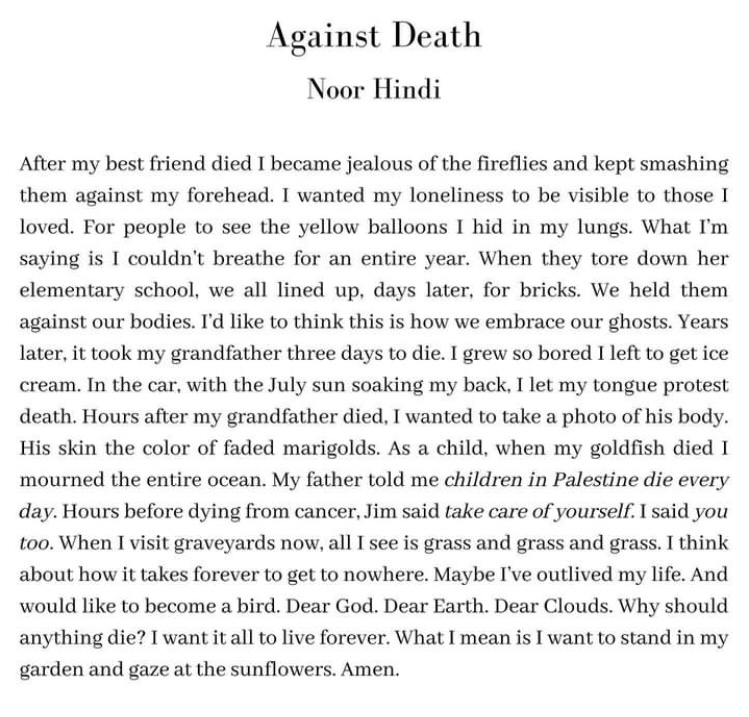 Against Death
Noor Hindi
After my best friend died I became jealous of the fireflies and kept smashing
them against my forehead. I wanted my loneliness to be visible to those I
loved. For people to see the yellow balloons I hid in my lungs. What I’m
saying is I couldn’t breathe for an entire year. When they tore down her
elementary school, we all lined up, days later, for bricks. We held them
against our bodies. I’d like to think this is how we embrace our ghosts. Years
later, it took my grandfather three days to die. I grew so bored I left to get ice
cream. In the car, with the July sun soaking my back, I let my tongue protest
death. Hours after my grandfather died, I wanted to take a photo of his body.
His skin the color of faded marigolds. As a child, when my goldfish died I
mourned the entire ocean. My father told me children in Palestine die every
day. Hours before dying from cancer, Jim said take care of yourself. I said you
too. When I visit graveyards now, all I see is grass and grass and grass. I think
about how it takes forever to get to nowhere. Maybe I’ve outlived my life. And
would like to become a bird. Dear God. Dear Earth. Dear Clouds. Why should
anything die? I want it all to live forever. What I mean is I want to stand in my
garden and gaze at the sunflowers. Amen.